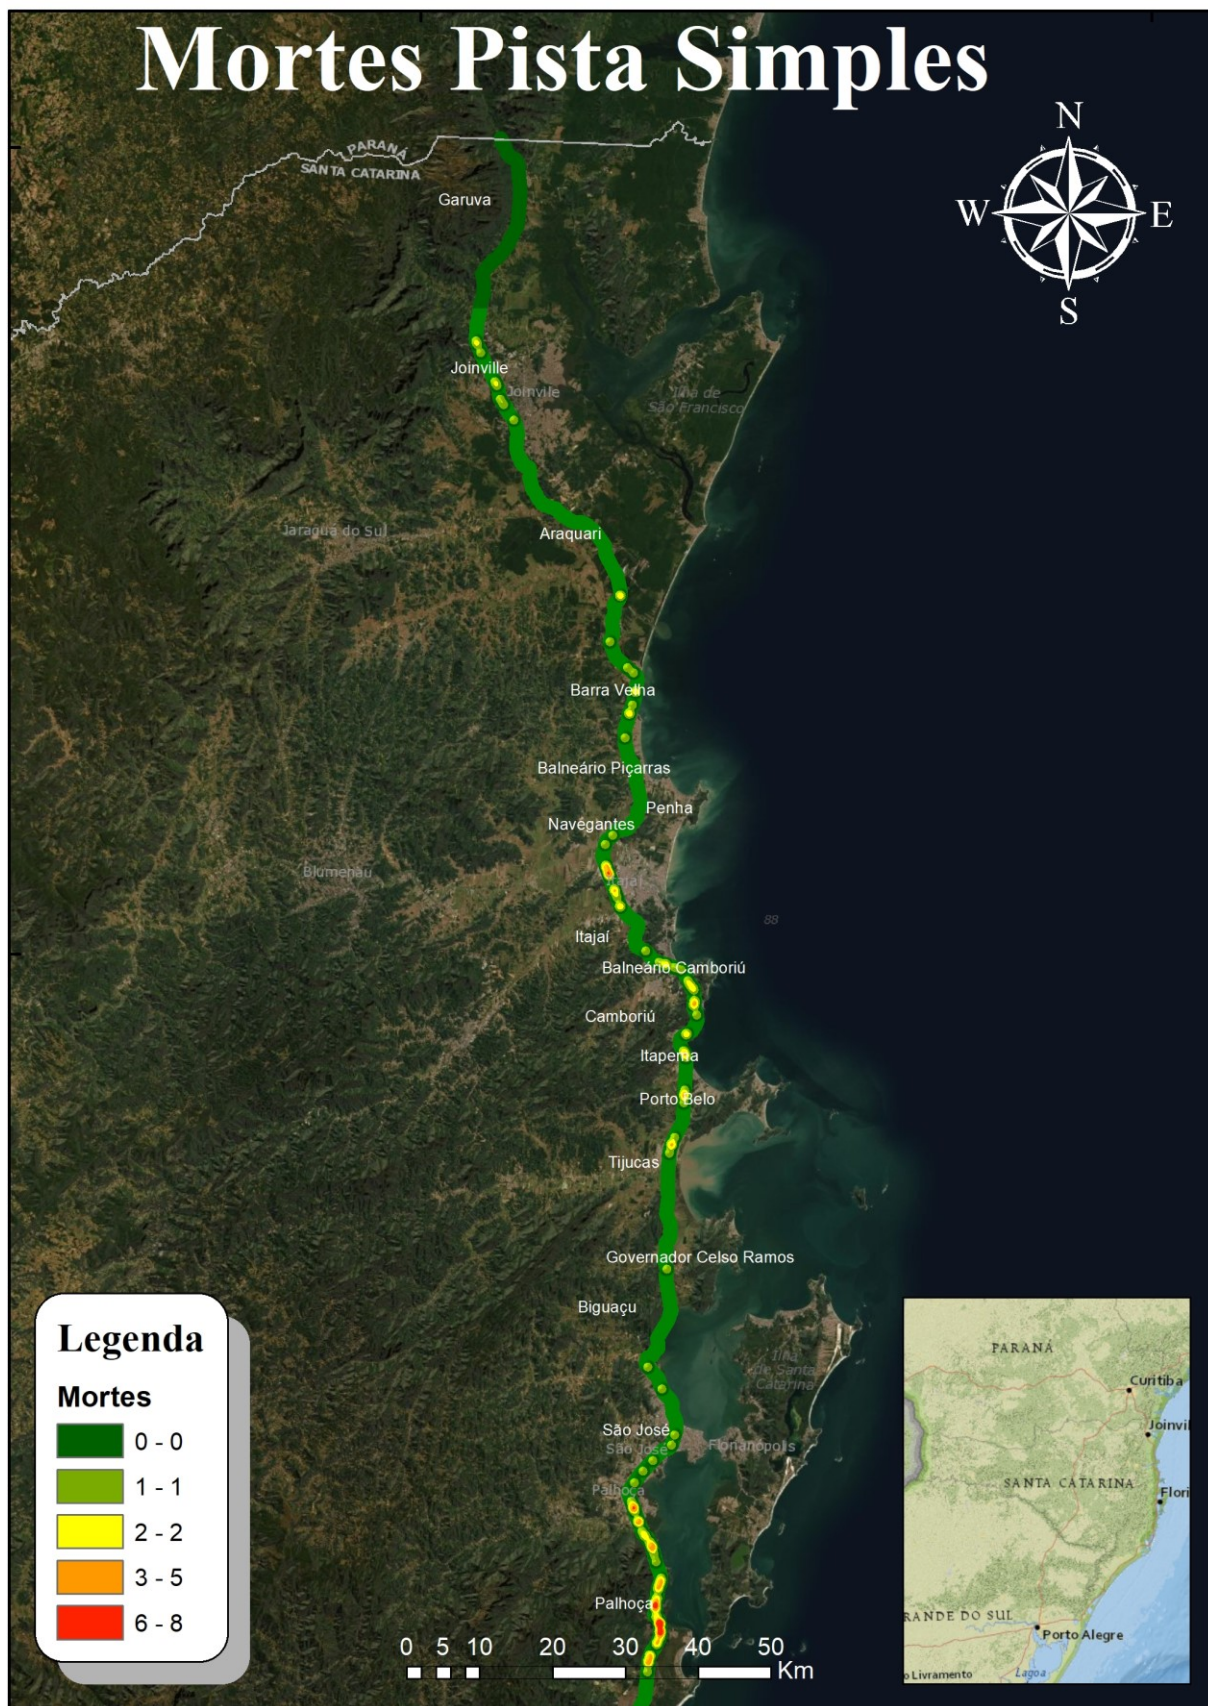 Mortes Pista Simples
N
W
E
S
PARANÁ
SANTA CATARINA
Garuva
Joinville
Joinvile
Ilha de
São Francisco
Jaraguá do Sul
Araquari
Barra Velha
Balneário Piçarras
Penha
Navegantes
Blumenau
Itajaí
88
Itajaí
Balneário Camboriú
Camboriú
Itapema
Porto Belo
Tijucas
Governador Celso Ramos
Biguaçu
Ilha
de Santa
Catarina
São José
São José
Florianópolis
Palhoça
Palhoça
Legenda
Mortes
0 - 0
1 - 1
2 - 2
3 - 5
6 - 8
0 5 10 20 30 40 50
Km
PARANÁ
Curitiba
Joinvil
SANTA CATARINA
Flori
RANDE DO SUL
Porto Alegre
o Livramento
Lagoa